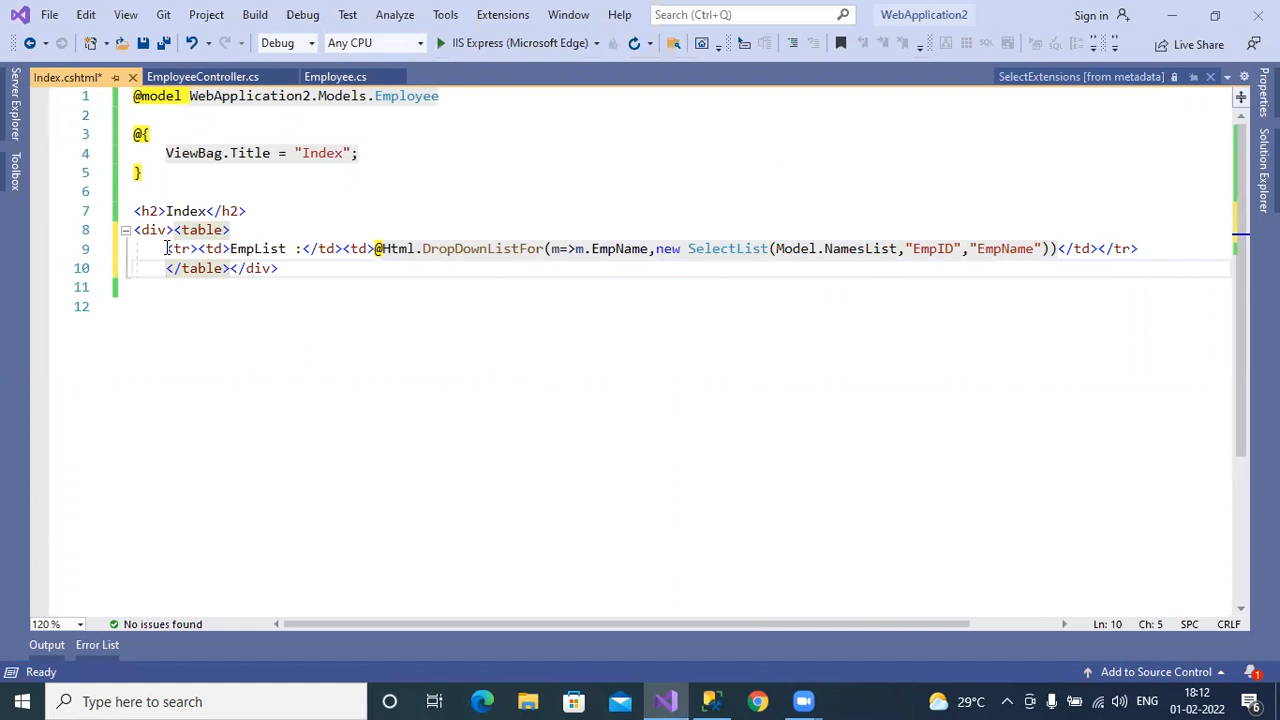 File Edit View Git Project Build Debug Test Analyze Tools Extensions Window Help Search (Ctrl+Q) WebApplication2 Sign in
Debug Any CPU IIS Express (Microsoft Edge) Live Share
Index.cshtml* EmployeeController.cs Employee.cs SelectExtensions [from metadata]
Server Explorer
Toolbox
Properties
Solution Explorer
1 @model WebApplication2.Models.Employee
2
3 @{
4 ViewBag.Title = "Index";
5 }
6
7 <h2>Index</h2>
8 <div><table>
9 <tr><td>EmpList :</td><td>@Html.DropDownListFor(m=>m.EmpName,new SelectList(Model.NamesList,"EmpID","EmpName"))</td></tr>
10 </table></div>
11
12
120 % No issues found Ln: 10 Ch: 5 SPC CRLF
Output Error List
Ready Add to Source Control 1
Type here to search 29°C ENG 18:12
01-02-2022 6